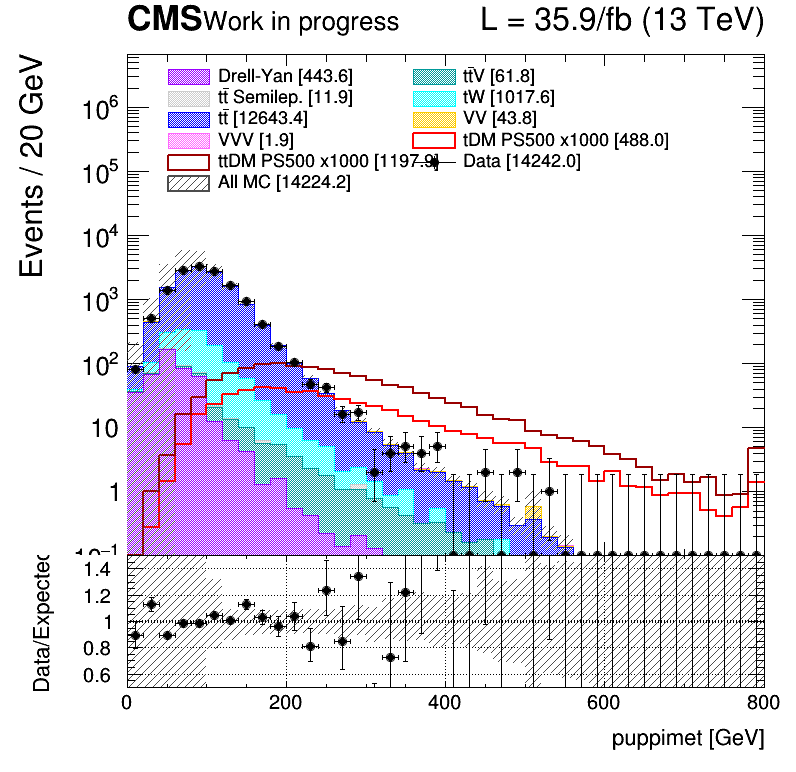 CMS Work in progress L = 35.9/fb (13 TeV)
Events / 20 GeV
Drell-Yan [443.6] tt̄V [61.8]
tt̄ Semilep. [11.9] tW [1017.6]
tt̄ [12643.4] VV [43.8]
VVV [1.9] tDM PS500 x1000 [488.0]
ttDM PS500 x1000 [1197.9] Data [14242.0]
All MC [14224.2]
10⁶
10⁵
10⁴
10³
10²
10
1
10⁻¹
Data/Expected
1.4
1.2
1
0.8
0.6
0 200 400 600 800
puppimet [GeV]